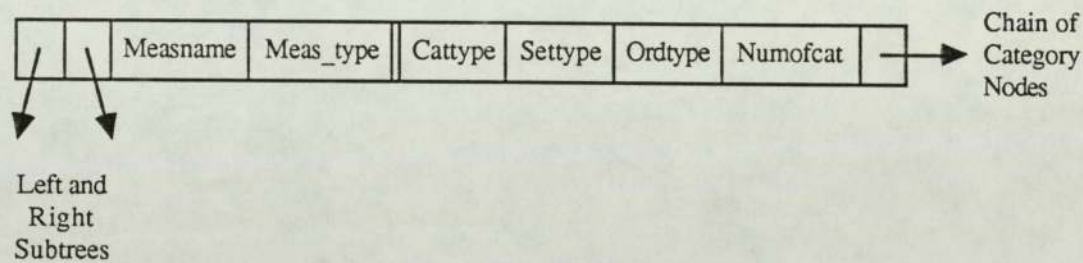 Measname Meas_type Cattype Settype Ordtype Numofcat
Chain of
Category
Nodes
Left and
Right
Subtrees